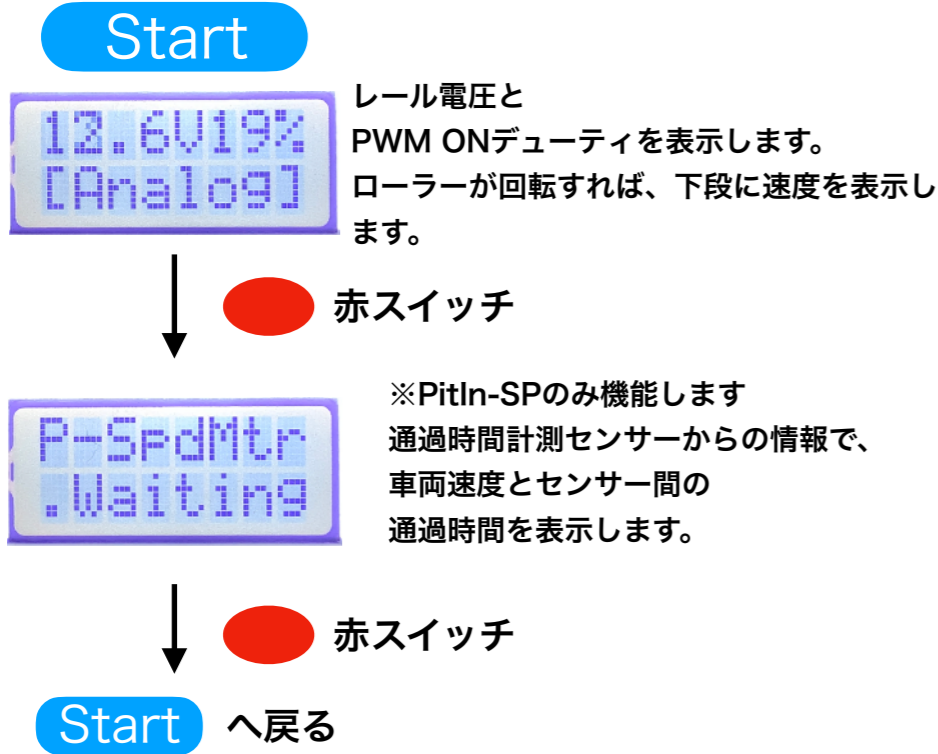 Start
13.6V19%
[Analog]
レール電圧と
PWM ONデューティを表示します。
ローラーが回転すれば、下段に速度を表示し
ます。
赤スイッチ
P-SpdMtr
.Waiting
※PitIn-SPのみ機能します
通過時間計測センサーからの情報で、
車両速度とセンサー間の
通過時間を表示します。
赤スイッチ
Start へ戻る